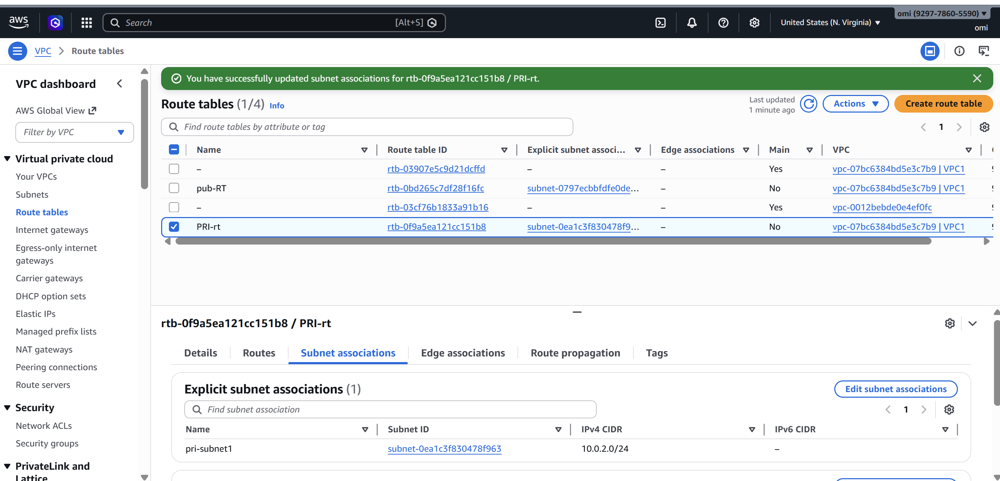 aws
Search [Alt+S]
United States (N. Virginia)
omi (9297-7860-5590)
omi
VPC
Route tables
VPC dashboard
AWS Global View
Filter by VPC
Virtual private cloud
Your VPCs
Subnets
Route tables
Internet gateways
Egress-only internet
gateways
Carrier gateways
DHCP option sets
Elastic IPs
Managed prefix lists
NAT gateways
Peering connections
Route servers
Security
Network ACLs
Security groups
PrivateLink and
Lattice
You have successfully updated subnet associations for rtb-0f9a5ea121cc151b8 / PRI-rt.
Route tables (1/4) Info
Last updated
1 minute ago
Actions
Create route table
Find route tables by attribute or tag
1
Name Route table ID Explicit subnet associ... Edge associations Main VPC
– rtb-03907e5c9d21dcffd – – Yes vpc-07bc6384bd5e3c7b9 | VPC1
pub-RT rtb-0bd265c7df28f16fc subnet-0797ecbbfdfe0de... – No vpc-07bc6384bd5e3c7b9 | VPC1
– rtb-03cf76b1833a91b16 – – Yes vpc-0012bebde0e4ef0fc
PRI-rt rtb-0f9a5ea121cc151b8 subnet-0ea1c3f830478f9... – No vpc-07bc6384bd5e3c7b9 | VPC1
rtb-0f9a5ea121cc151b8 / PRI-rt
Details Routes Subnet associations Edge associations Route propagation Tags
Explicit subnet associations (1)
Edit subnet associations
Find subnet association
1
Name Subnet ID IPv4 CIDR IPv6 CIDR
pri-subnet1 subnet-0ea1c3f830478f963 10.0.2.0/24 –